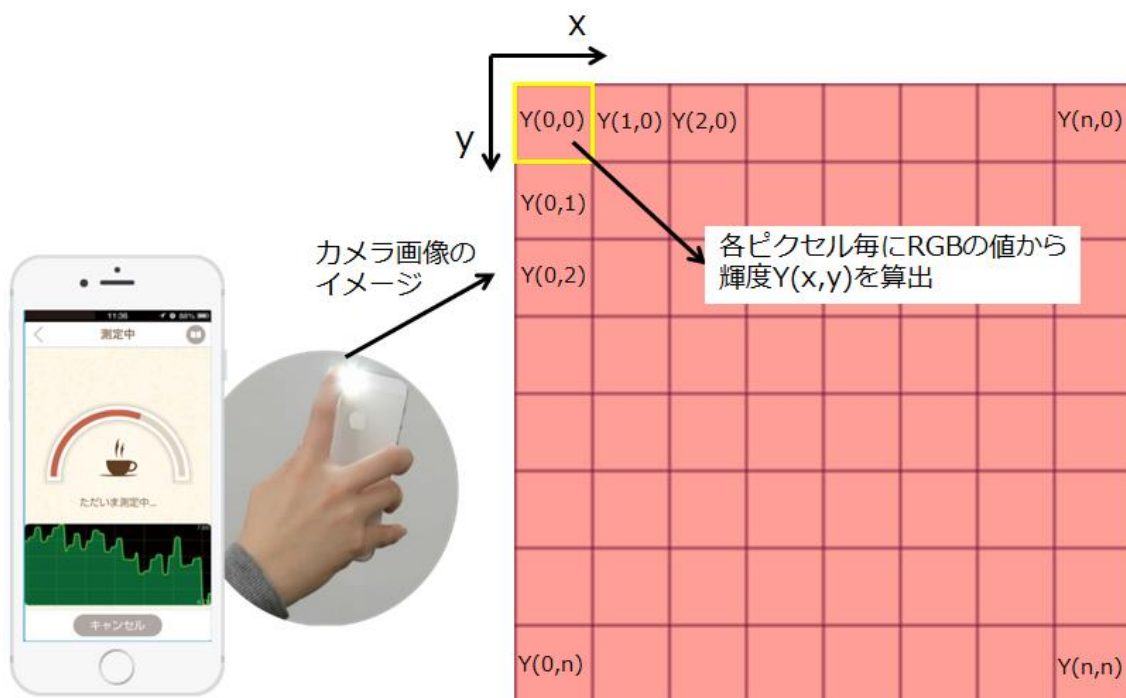 x
y
Y(0,0) Y(1,0) Y(2,0) Y(n,0)
Y(0,1)
Y(0,2)
Y(0,n) Y(n,n)
各ピクセル毎にRGBの値から
輝度Y(x,y)を算出
カメラ画像の
イメージ
11:36 88%
測定中
ただいま測定中...
キャンセル